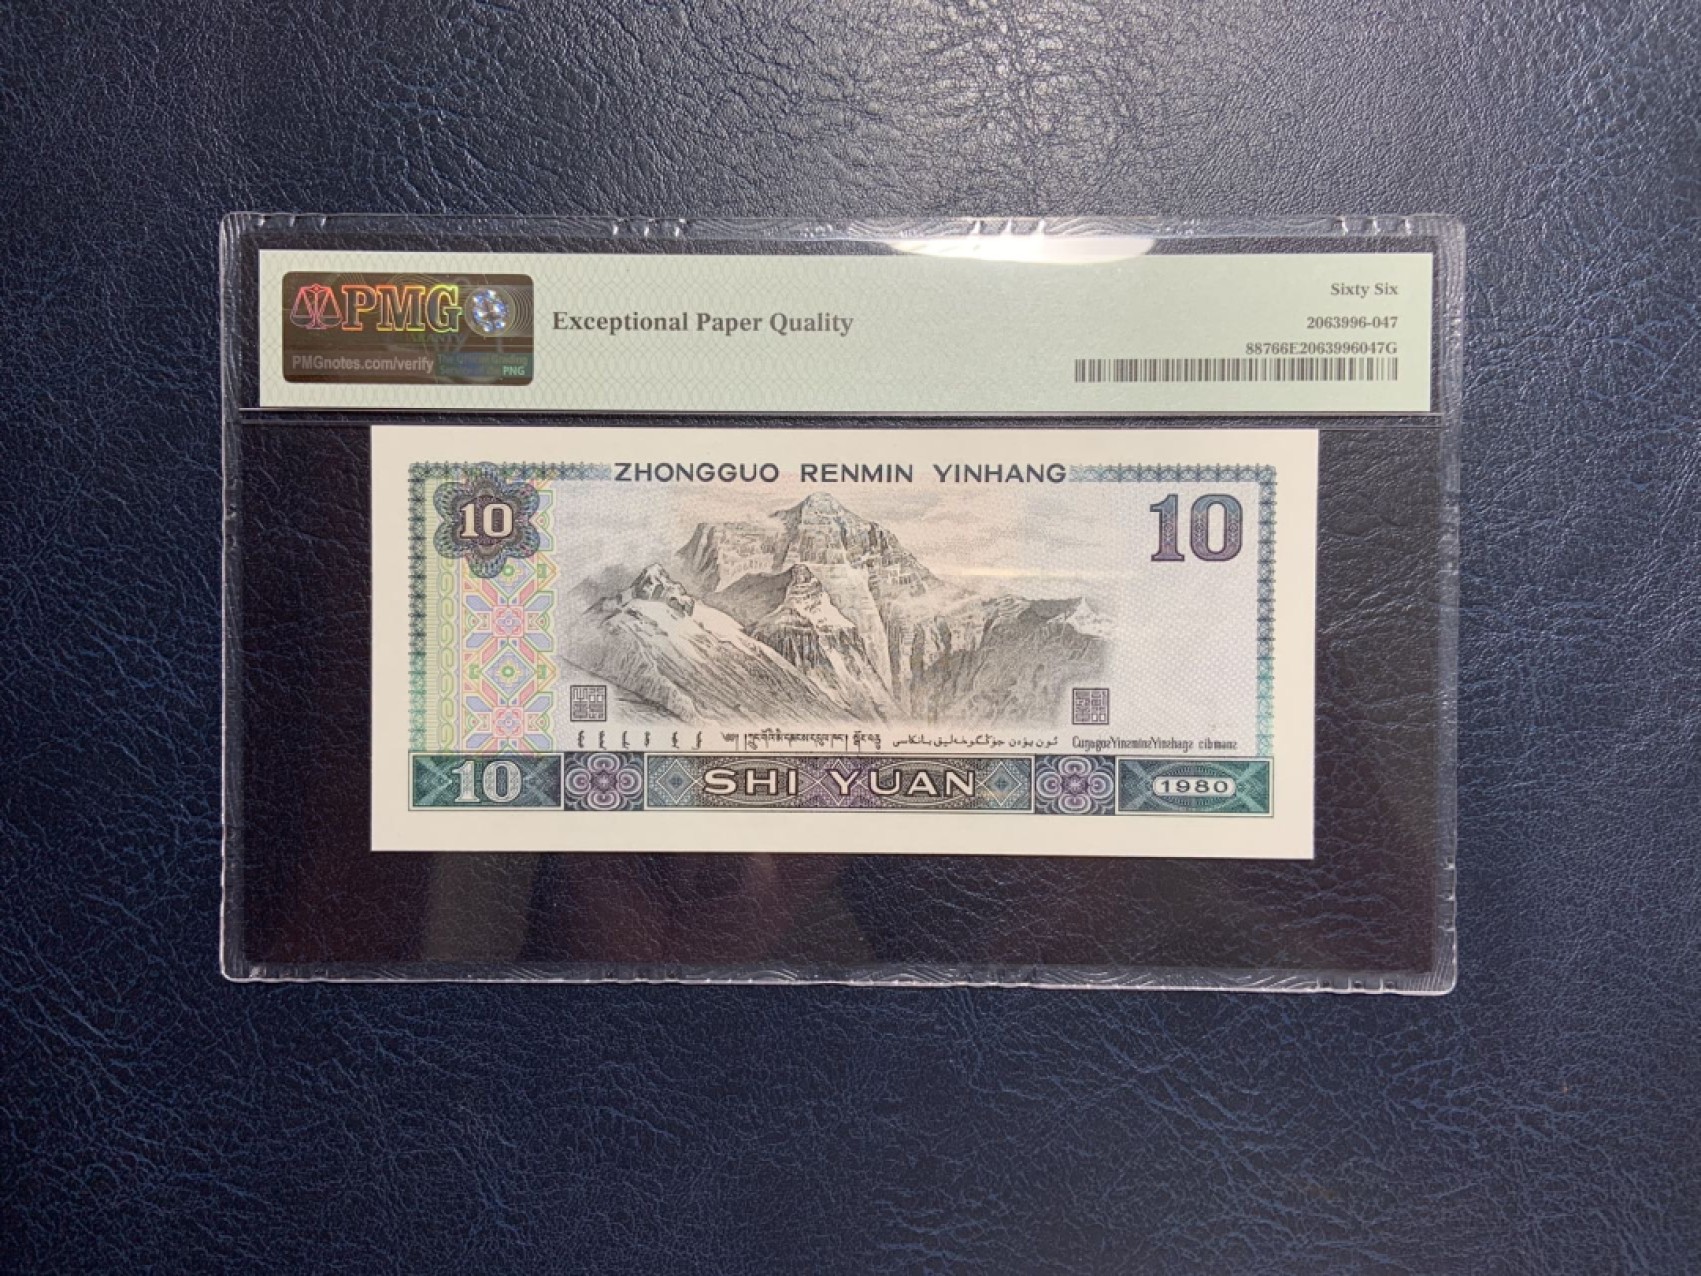 PMG
PMGnotes.com/verify
PNG
Exceptional Paper Quality
Sixty Six
2063996-047
88766E2063996047G
ZHONGGUO RENMIN YINHANG
10
10
10
SHI YUAN
1980